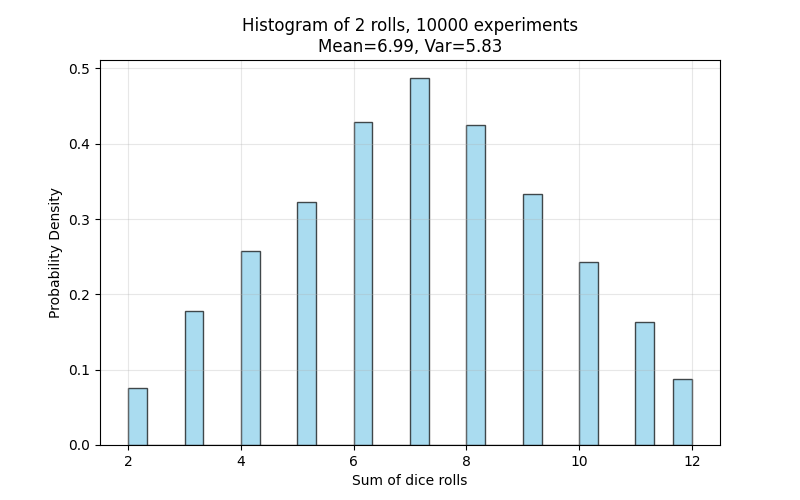 Histogram of 2 rolls, 10000 experiments
Mean=6.99, Var=5.83
Probability Density
0.5
0.4
0.3
0.2
0.1
0.0
2 4 6 8 10 12
Sum of dice rolls